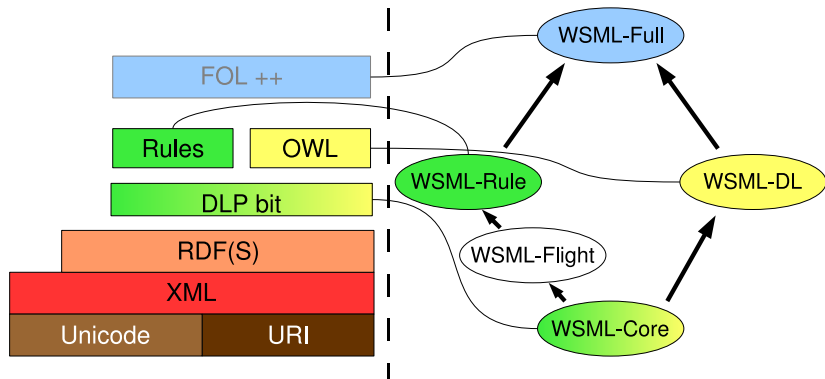 WSML-Full
FOL ++
Rules
OWL
WSML-Rule
WSML-DL
DLP bit
RDF(S)
WSML-Flight
XML
Unicode
URI
WSML-Core